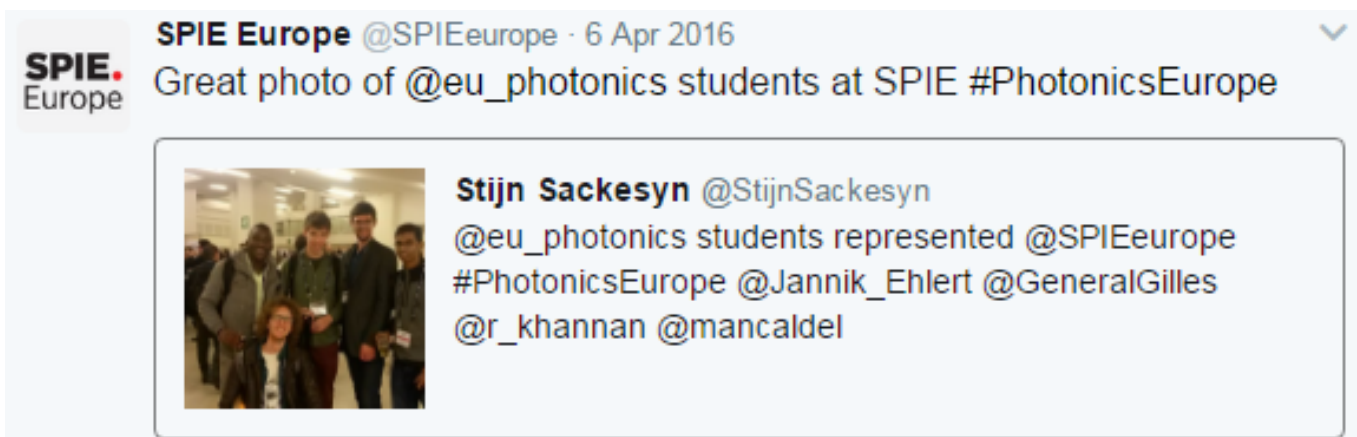 SPIE Europe @SPIEeurope · 6 Apr 2016
SPIE.
Europe
Great photo of @eu_photonics students at SPIE #PhotonicsEurope
Stijn Sackesyn @StijnSackesyn
@eu_photonics students represented @SPIEeurope
#PhotonicsEurope @Jannik_Ehlert @GeneralGilles
@r_khannan @mancaldel